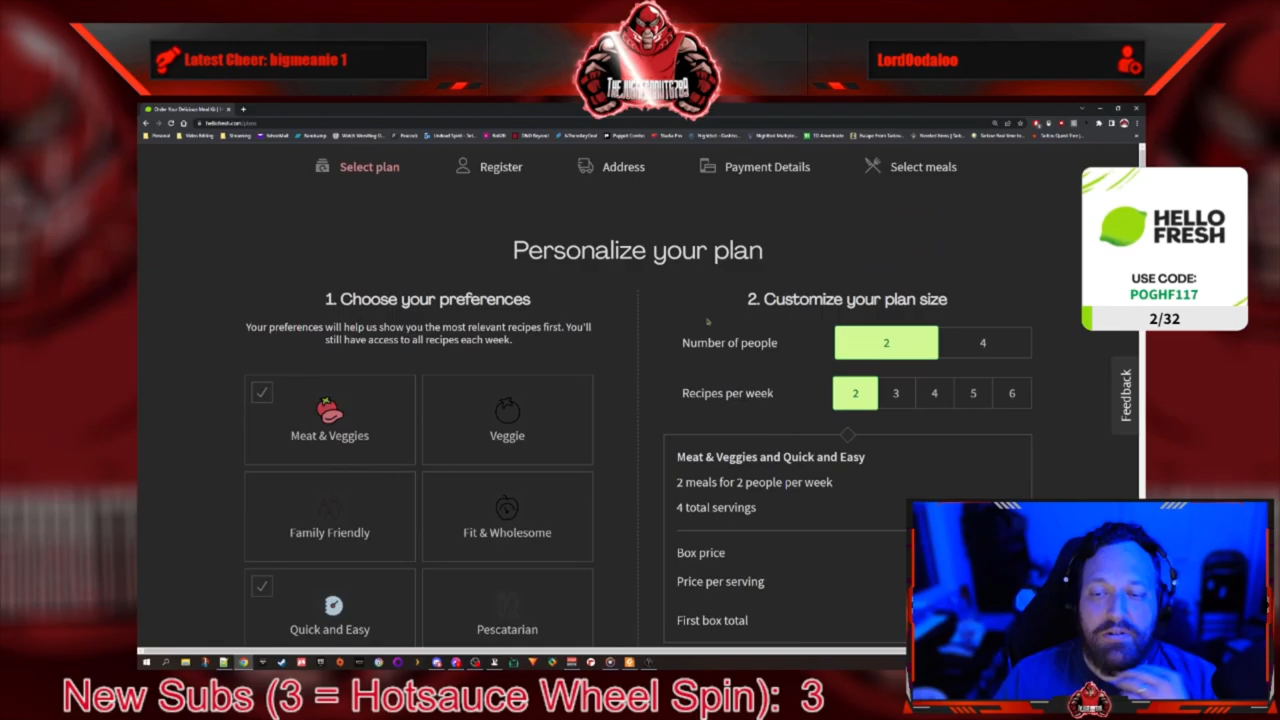 Latest Cheer: bigmeanie 1
THEJUGGERNAUT6789
LordOodaloo
hellofresh.com/plans
Select plan
Register
Address
Payment Details
Select meals
Personalize your plan
1. Choose your preferences
Your preferences will help us show you the most relevant recipes first. You'll
still have access to all recipes each week.
Meat & Veggies
Veggie
Family Friendly
Fit & Wholesome
Quick and Easy
Pescatarian
2. Customize your plan size
Number of people
2 4
Recipes per week
2 3 4 5 6
Meat & Veggies and Quick and Easy
2 meals for 2 people per week
4 total servings
Box price
Price per serving
First box total
Feedback
HELLO
FRESH
USE CODE:
POGHF117
2/32
New Subs (3 = Hotsauce Wheel Spin): 3